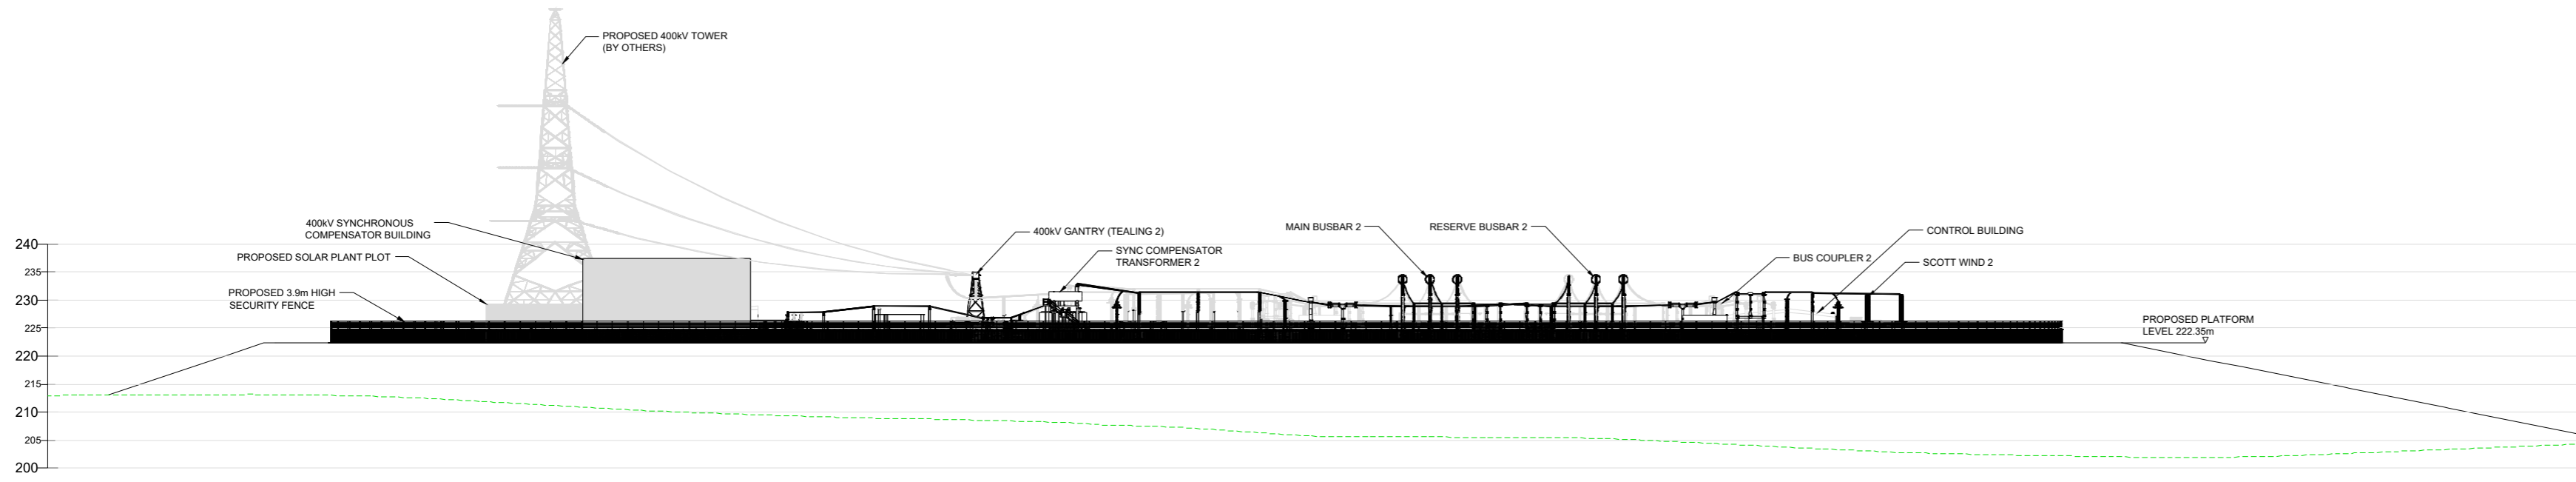 PROPOSED 400kV TOWER
(BY OTHERS)
400kV SYNCHRONOUS
COMPENSATOR BUILDING
PROPOSED SOLAR PLANT PLOT
PROPOSED 3.9m HIGH
SECURITY FENCE
400kV GANTRY (TEALING 2)
SYNC COMPENSATOR
TRANSFORMER 2
MAIN BUSBAR 2
RESERVE BUSBAR 2
BUS COUPLER 2
CONTROL BUILDING
SCOTT WIND 2
PROPOSED PLATFORM
LEVEL 222.35m
240
235
230
225
220
215
210
205
200